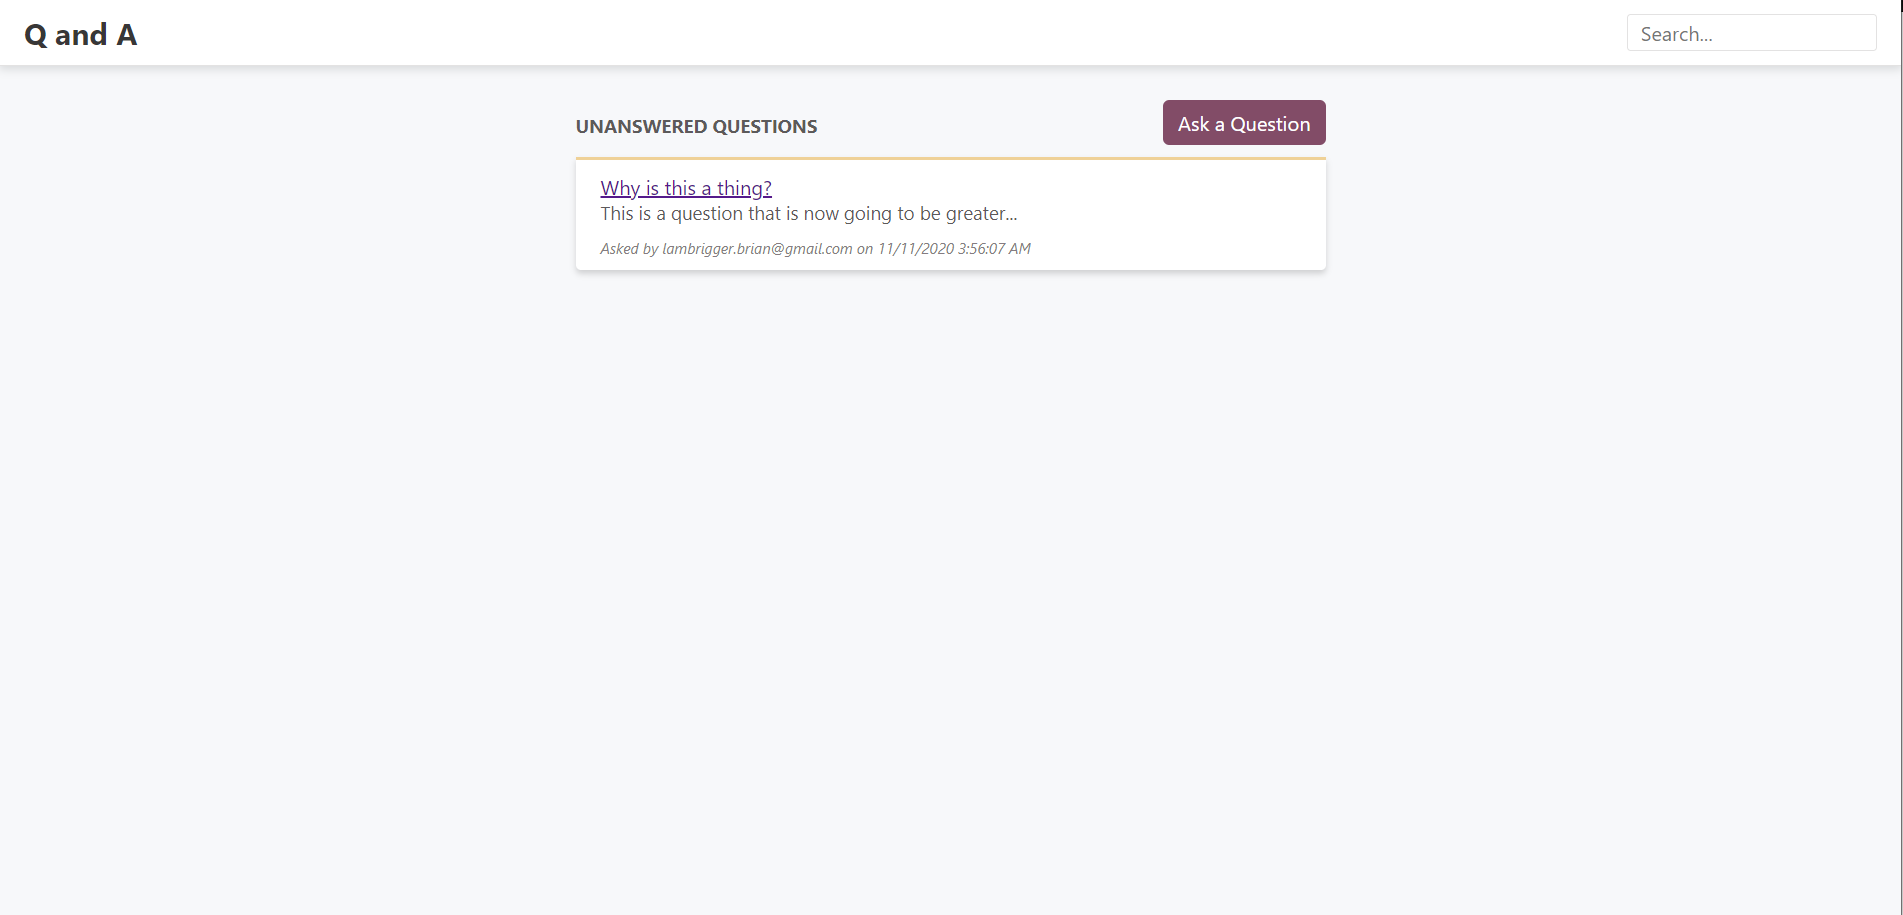 Q and A
Search...
UNANSWERED QUESTIONS
Ask a Question
Why is this a thing?
This is a question that is now going to be greater...
Asked by lambrigger.brian@gmail.com on 11/11/2020 3:56:07 AM